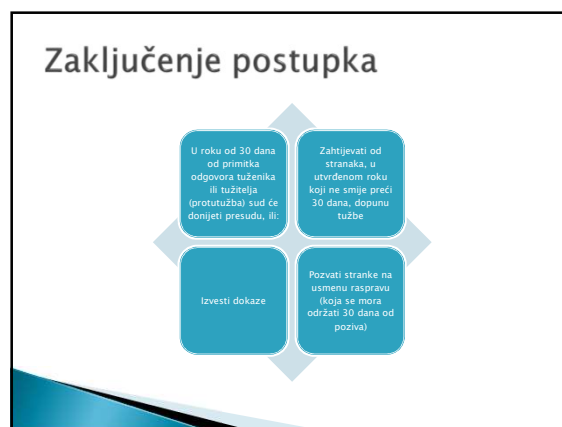 Zaključenje postupka
U roku od 30 dana
od primitka
odgovora tuženika
ili tužitelja
(protutužba) sud će
donijeti presudu, ili:
Zahtijevati od
stranaka, u
utvrđenom roku
koji ne smije preći
30 dana, dopunu
tužbe
Izvesti dokaze
Pozvati stranke na
usmenu raspravu
(koja se mora
održati 30 dana od
poziva)